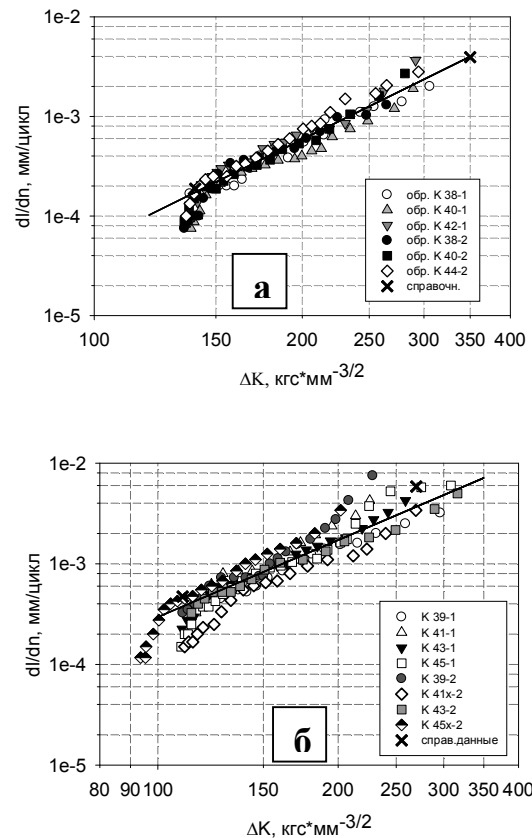 1e-2
1e-3
1e-4
1e-5
dl/dn, мм/цикл
обр. K 38-1
обр. K 40-1
обр. K 42-1
обр. K 38-2
обр. K 40-2
обр. K 44-2
справочн.
а
100 150 200 250 300 350 400
ΔK, кгс*мм-3/2
1e-2
1e-3
1e-4
1e-5
dl/dn, мм/цикл
K 39-1
K 41-1
K 43-1
K 45-1
K 39-2
K 41x-2
K 43-2
K 45x-2
справ.данные
б
80 90 100 150 200 250 300 350 400
ΔK, кгс*мм-3/2